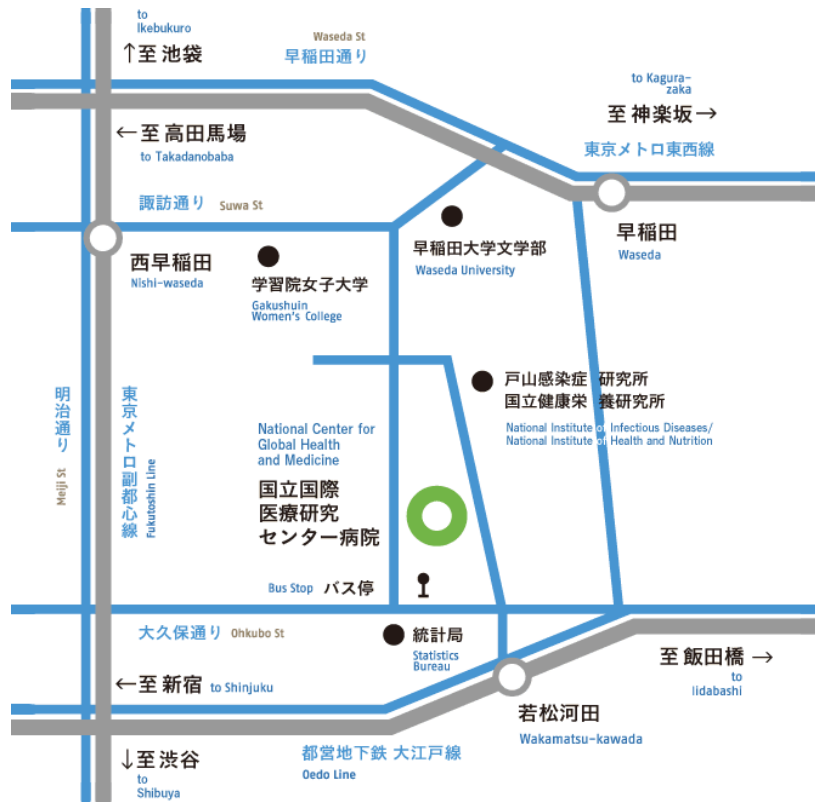 to
Ikebukuro
↑至 池袋
Waseda St
早稲田通り
to Kagura-
zaka
至 神楽坂→
←至 高田馬場
to Takadanobaba
東京メトロ東西線
諏訪通り Suwa St
早稲田
Waseda
早稲田大学文学部
Waseda University
西早稲田
Nishi-waseda
学習院女子大学
Gakushuin
Women's College
戸山感染症 研究所
国立健康栄 養研究所
National Institute of Infectious Diseases/
National Institute of Health and Nutrition
明治通り
Meiji St
東京メトロ副都心線
Fukutoshin Line
National Center for
Global Health
and Medicine
国立国際
医療研究
センター病院
Bus Stop バス停
大久保通り Ohkubo St
統計局
Statistics
Bureau
至 飯田橋 →
to
Iidabashi
←至 新宿 to Shinjuku
若松河田
Wakamatsu-kawada
↓至 渋谷
to
Shibuya
都営地下鉄 大江戸線
Oedo Line